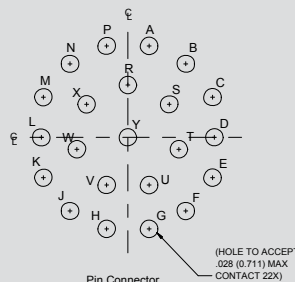 ℄
P A
N B
R
M X S C
L ℄ W Y T D
K E
V U
J F
H G
(HOLE TO ACCEPT
.028 (0.711) MAX
CONTACT 22X)
Pin Connector